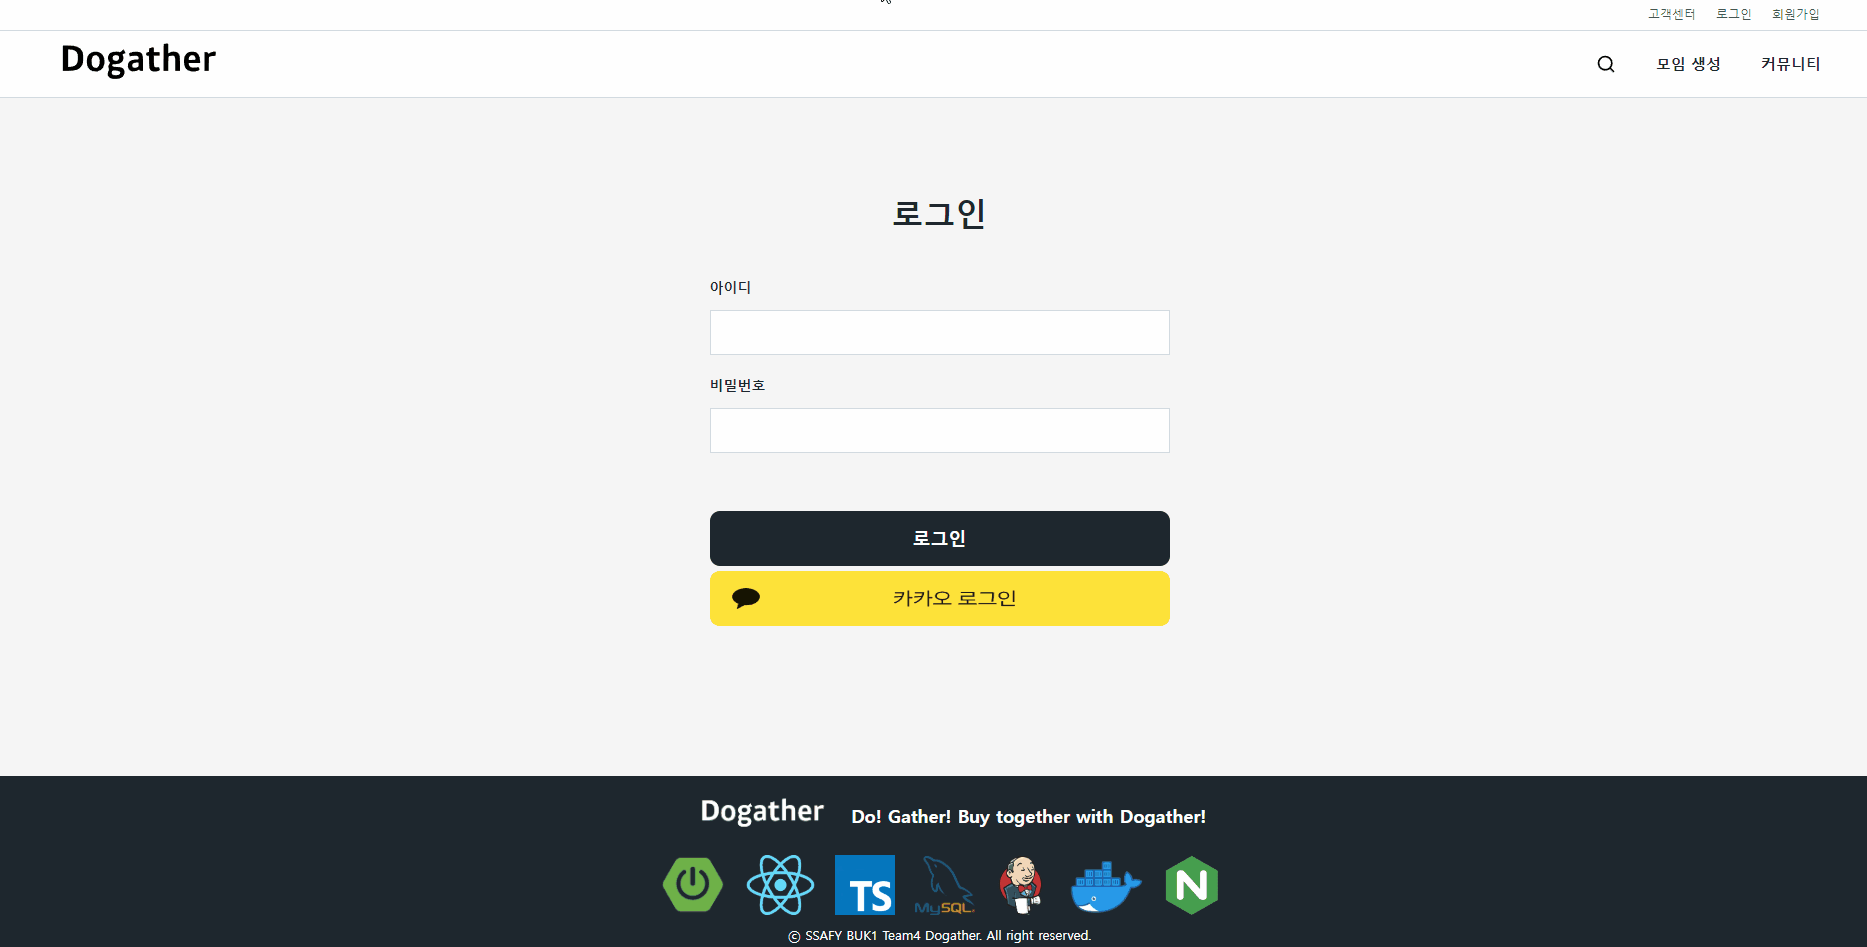 고객센터 로그인 회원가입
Dogather 모임 생성 커뮤니티
로그인
아이디
비밀번호
로그인
카카오 로그인
Dogather Do! Gather! Buy together with Dogather!
TS MySQL N
ⓒ SSAFY BUK1 Team4 Dogather. All right reserved.